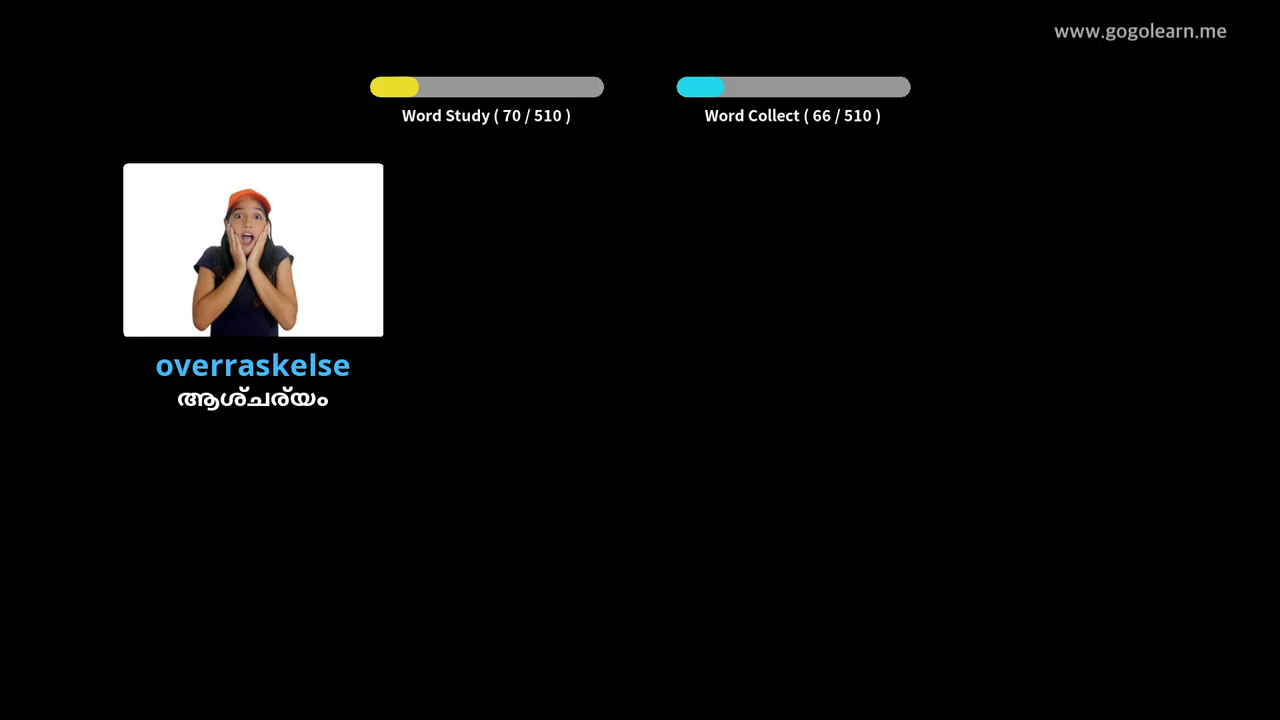 www.gogolearn.me
Word Study ( 70 / 510 )
Word Collect ( 66 / 510 )
overraskelse
ആശ്ചര്യം